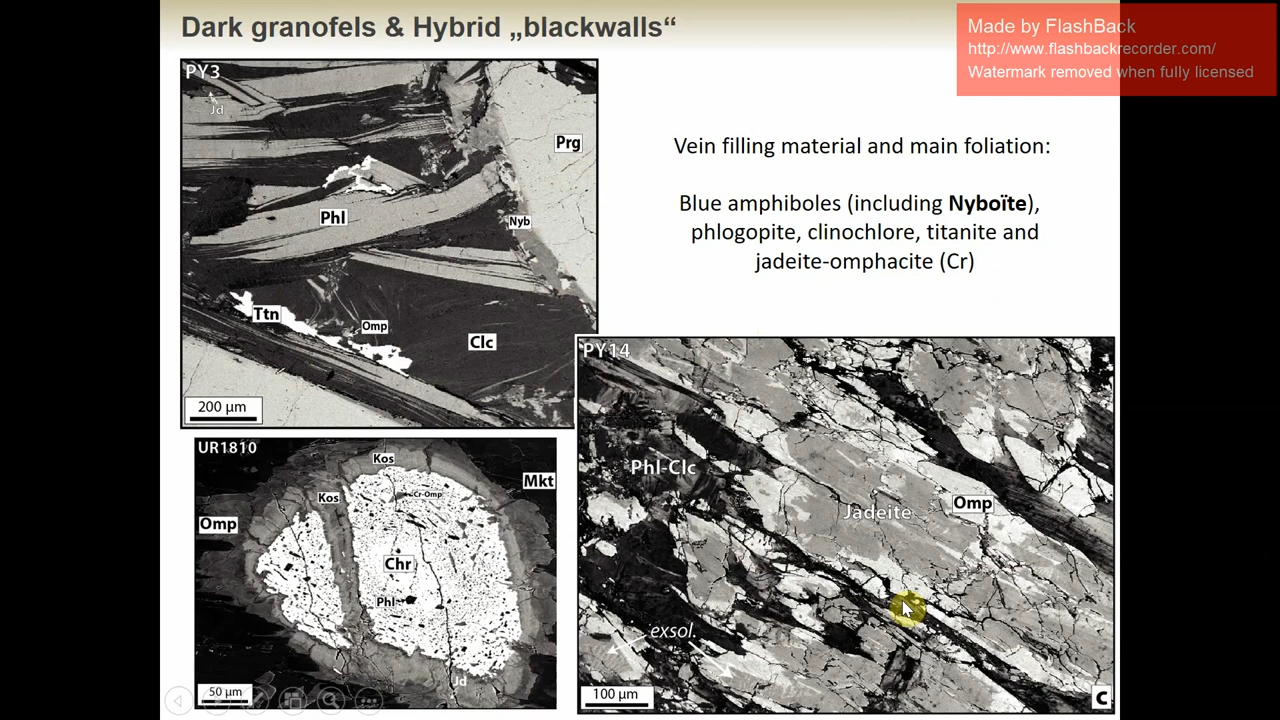 Dark granofels & Hybrid „blackwalls“
Made by FlashBack
http://www.flashbackrecorder.com/
Watermark removed when fully licensed
PY3
Jd
Prg
Phl
Nyb
Ttn
Omp
Clc
200 µm
Vein filling material and main foliation:
Blue amphiboles (including Nyboïte),
phlogopite, clinochlore, titanite and
jadeite-omphacite (Cr)
UR1810
Kos
Mkt
Kos
Cr-Omp
Omp
Chr
Phl
Jd
50 µm
PY14
Phl-Clc
Jadeite
Omp
exsol.
100 µm
C